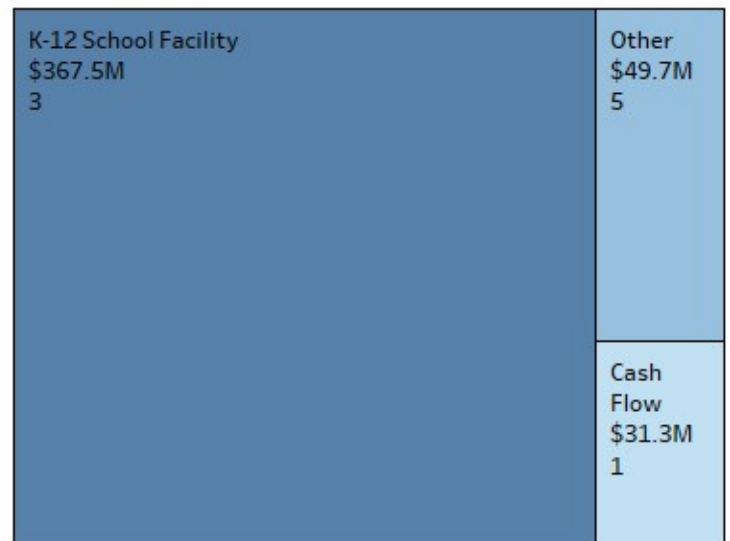 K-12 School Facility
$367.5M
3
Other
$49.7M
5
Cash
Flow
$31.3M
1